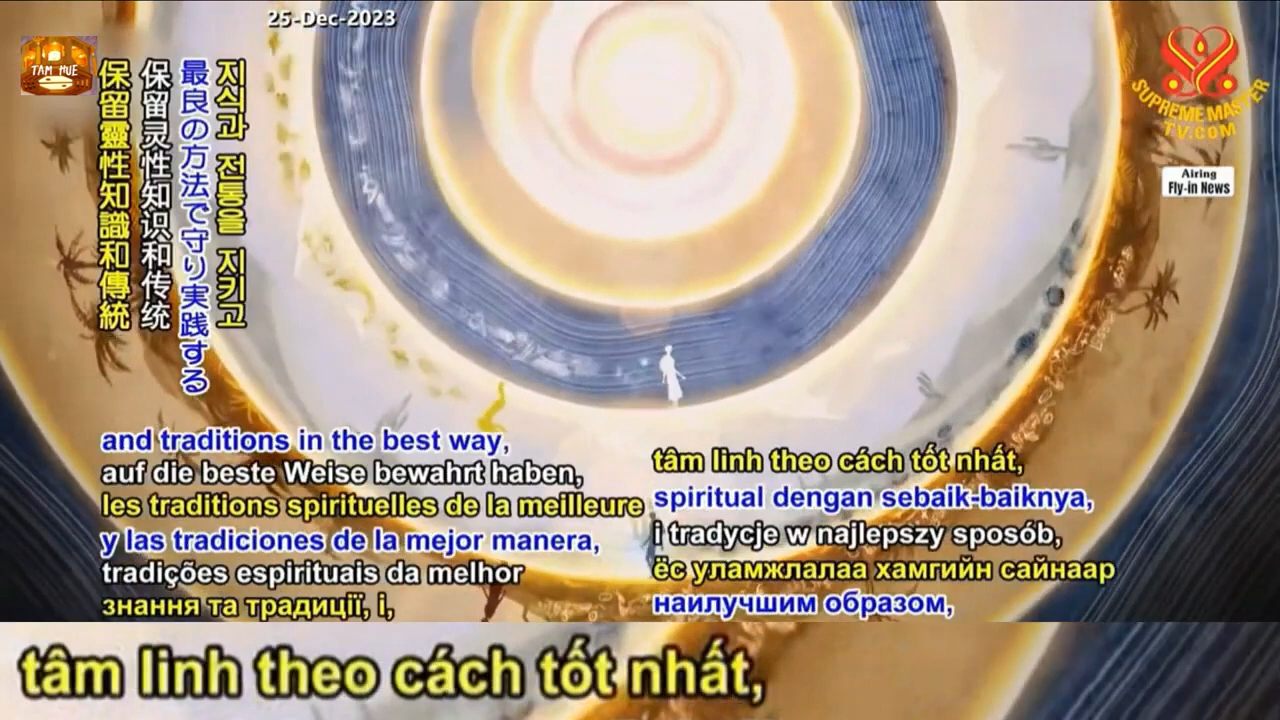 25-Dec-2023
TÂM HUE
SUPREME MASTER
TV.COM
Airing
Fly-in News
지식과 전통을 지키고
最良の方法で守り実践する
保留灵性知识和传统
保留靈性知識和傳統
and traditions in the best way,
auf die beste Weise bewahrt haben,
les traditions spirituelles de la meilleure
y las tradiciones de la mejor manera,
tradições espirituais da melhor
знання та традиції, і,
tâm linh theo cách tốt nhất,
spiritual dengan sebaik-baiknya,
i tradycje w najlepszy sposób,
ёс уламжлалаа хамгийн сайнаар
наилучшим образом,
tâm linh theo cách tốt nhất,